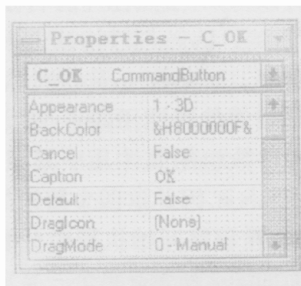 Properties - C_OK
C_OK CommandButton
Appearance 1 - 3D
BackColor &H8000000F&
Cancel False
Caption OK
Default False
DragIcon (None)
DragMode 0 - Manual